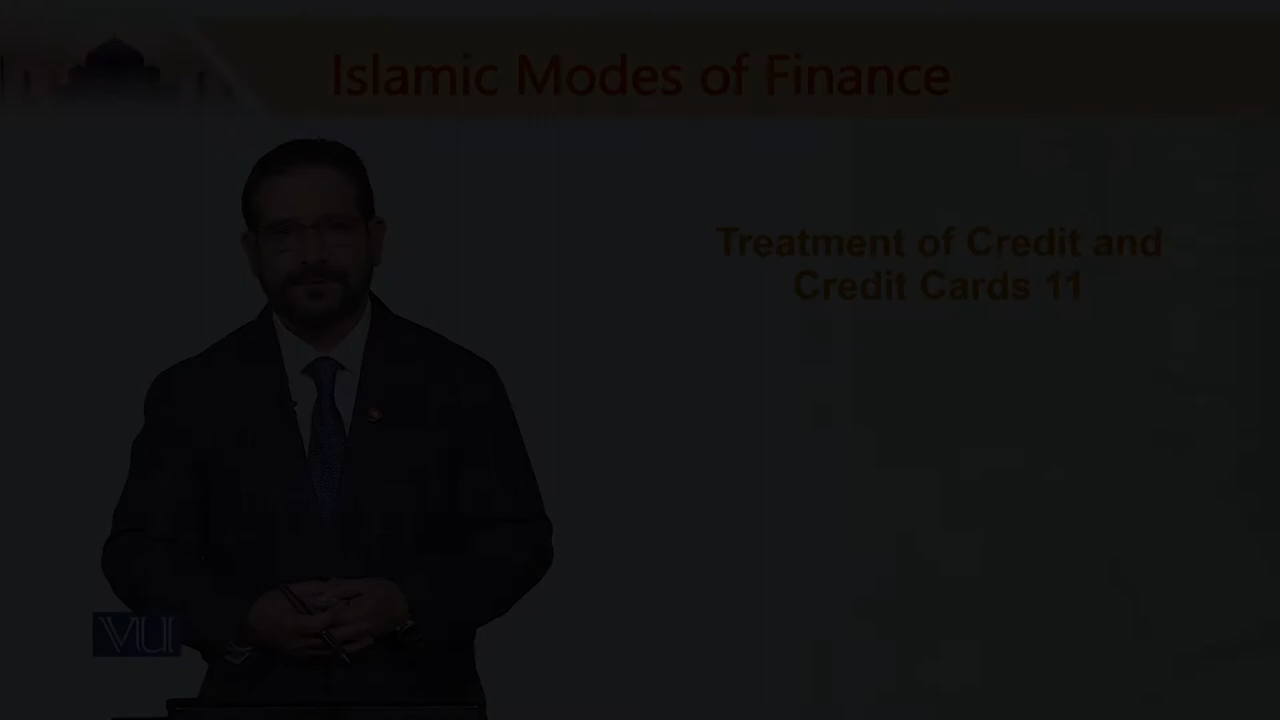 Islamic Modes of Finance
Treatment of Credit and
Credit Cards 11
VU